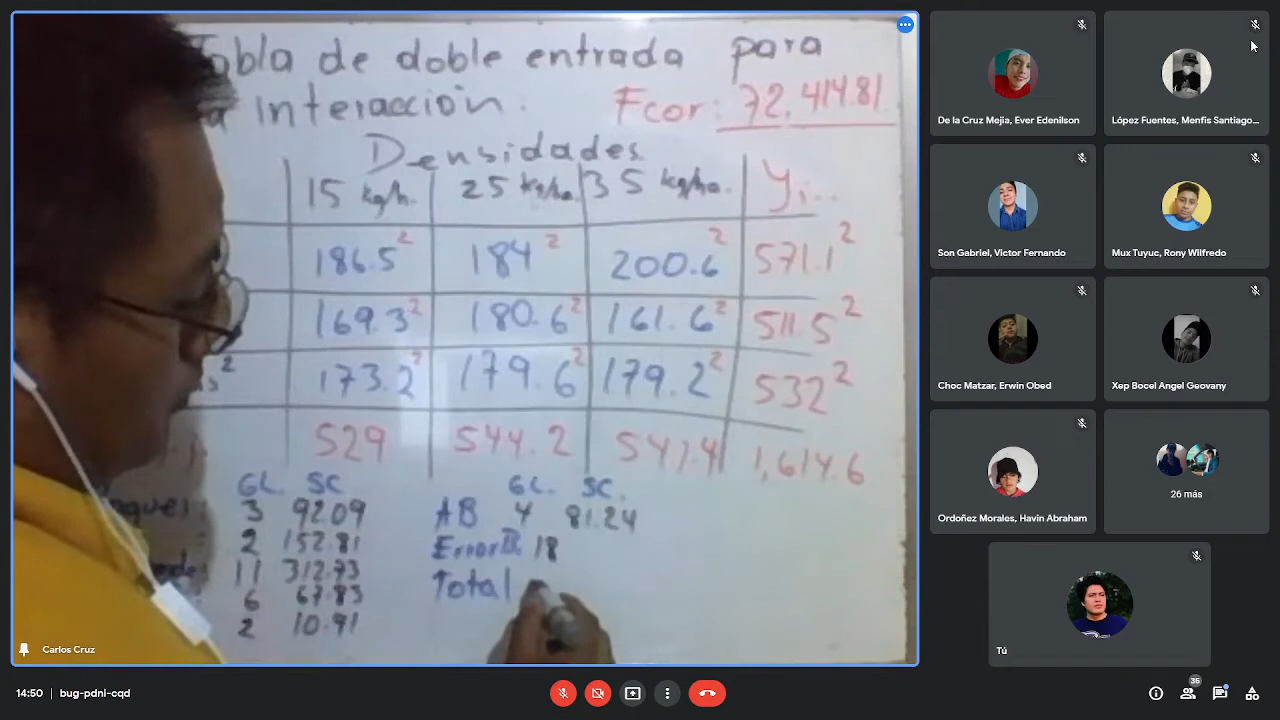 Tabla de doble entrada para
interacción. Fcor: 72,414.81
Densidades
15 kg/h. 25 kg/ha. 35 kg/ha. Yi..
186.5² 184² 200.6² 571.1²
169.3² 180.6² 161.6² 511.5²
173.2² 179.6² 179.2² 532²
529 544.2 541.4 1,614.6
GL. SC GL. SC.
3 92.09 AB 4 81.24
2 152.81 Error B. 18
11 312.73 Total
6 67.83
2 10.91
Carlos Cruz
De la Cruz Mejia, Ever Edenilson
López Fuentes, Menfis Santiago...
Son Gabriel, Victor Fernando
Mux Tuyuc, Rony Wilfredo
Choc Matzar, Erwin Obed
Xep Bocel Angel Geovany
Ordoñez Morales, Havin Abraham
26 más
Tú
14:50 bug-pdni-cqd
35